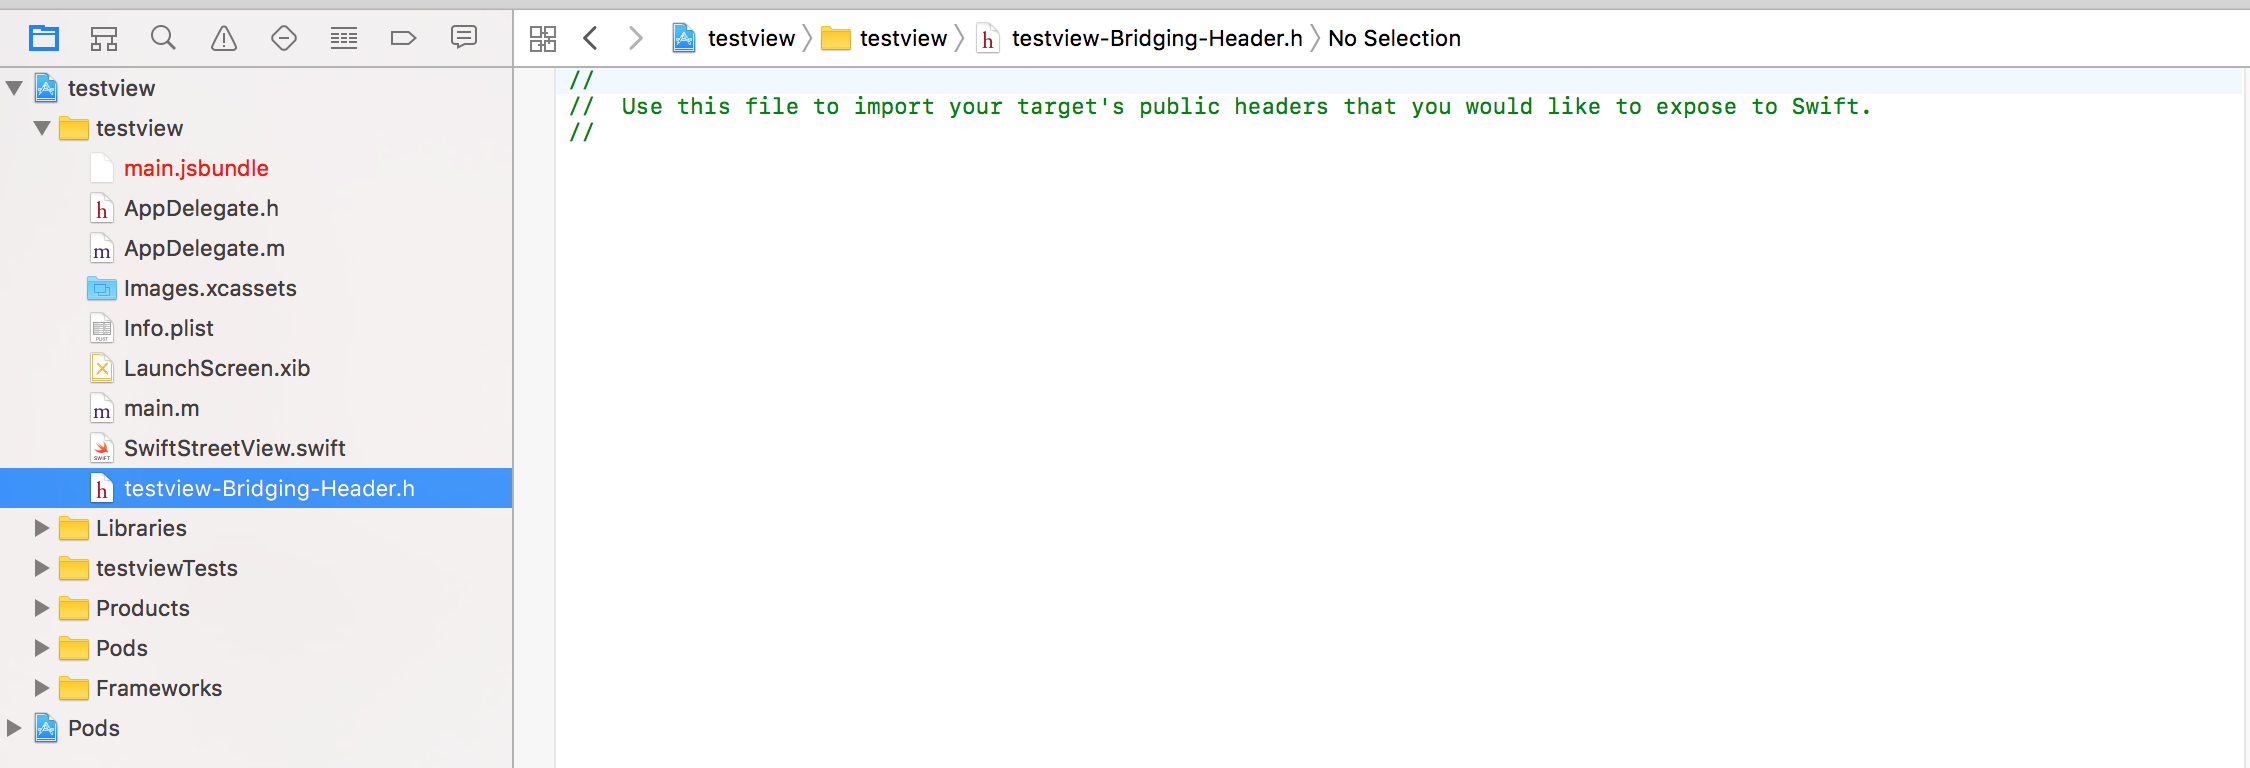 testview testview h testview-Bridging-Header.h No Selection
testview
testview
main.jsbundle
h AppDelegate.h
m AppDelegate.m
Images.xcassets
PLIST Info.plist
LaunchScreen.xib
m main.m
SWIFT SwiftStreetView.swift
h testview-Bridging-Header.h
Libraries
testviewTests
Products
Pods
Frameworks
Pods
//
// Use this file to import your target's public headers that you would like to expose to Swift.
//